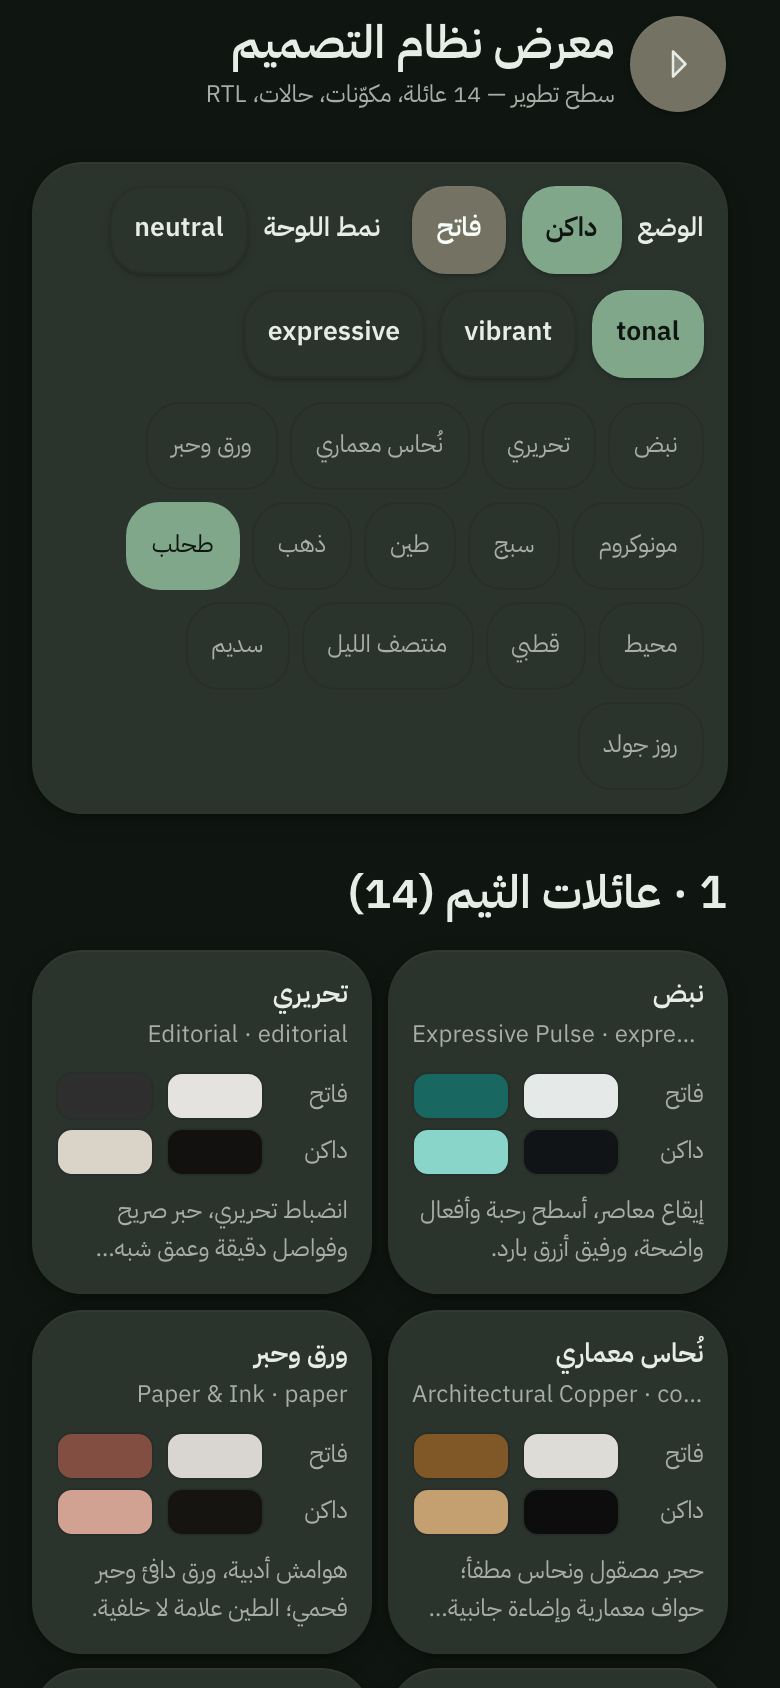 معرض نظام التصميم
سطح تطوير — 14 عائلة، مكوّنات، حالات، RTL
الوضع داكن فاتح نمط اللوحة neutral
tonal vibrant expressive
نبض تحريري نُحاس معماري ورق وحبر
مونوكروم سبج طين ذهب طحلب
محيط قطبي منتصف الليل سديم
روز جولد
1 · عائلات الثيم (14)
نبض
Expressive Pulse · expre...
فاتح
داكن
إيقاع معاصر، أسطح رحبة وأفعال
واضحة، ورفيق أزرق بارد.
تحريري
Editorial · editorial
فاتح
داكن
انضباط تحريري، حبر صريح
وفواصل دقيقة وعمق شبه...
نُحاس معماري
Architectural Copper · co...
فاتح
داكن
حجر مصقول ونحاس مطفأ؛
حواف معمارية وإضاءة جانبية...
ورق وحبر
Paper & Ink · paper
فاتح
داكن
هوامش أدبية، ورق دافئ وحبر
فحمي؛ الطين علامة لا خلفية.